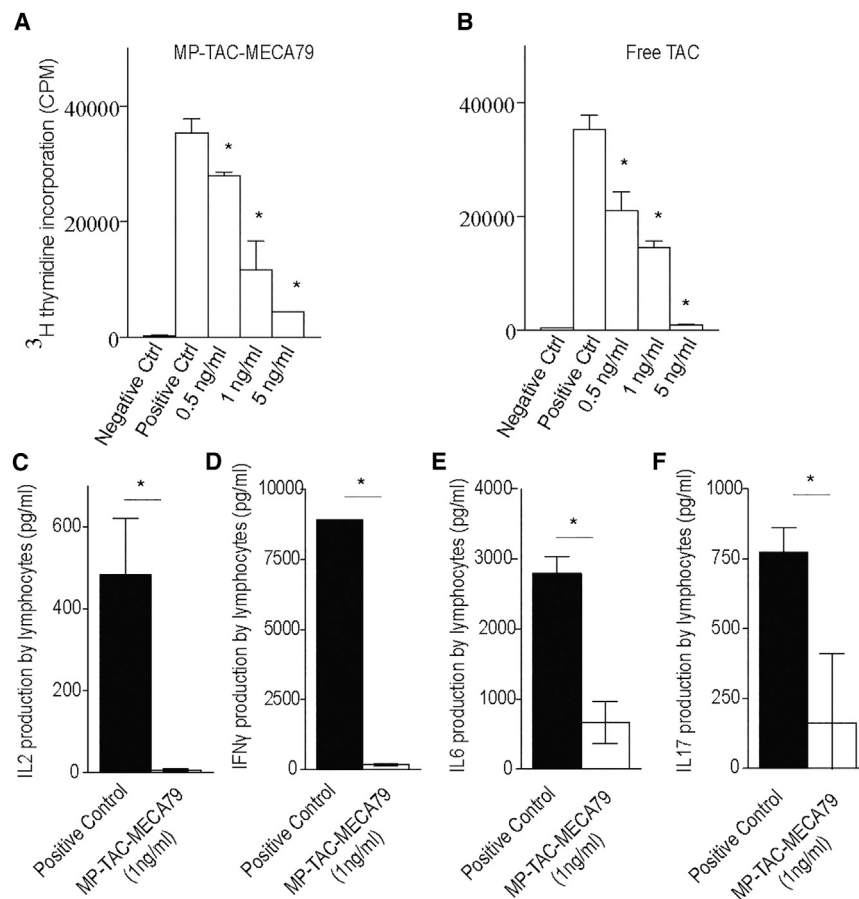 A
MP-TAC-MECA79
3H thymidine incorporation (CPM)
40000
20000
0
*
*
*
Negative Ctrl
Positive Ctrl
0.5 ng/ml
1 ng/ml
5 ng/ml
B
Free TAC
40000
20000
0
*
*
*
Negative Ctrl
Positive Ctrl
0.5 ng/ml
1 ng/ml
5 ng/ml
C
IL2 production by lymphocytes (pg/ml)
600
400
200
0
*
Positive Control
MP-TAC-MECA79
(1ng/ml)
D
IFNγ production by lymphocytes (pg/ml)
10000
7500
5000
2500
0
*
Positive Control
MP-TAC-MECA79
(1ng/ml)
E
IL6 production by lymphocytes (pg/ml)
4000
3000
2000
1000
0
*
Positive Control
MP-TAC-MECA79
(1ng/ml)
F
IL17 production by lymphocytes (pg/ml)
1000
750
500
250
0
*
Positive Control
MP-TAC-MECA79
(1ng/ml)